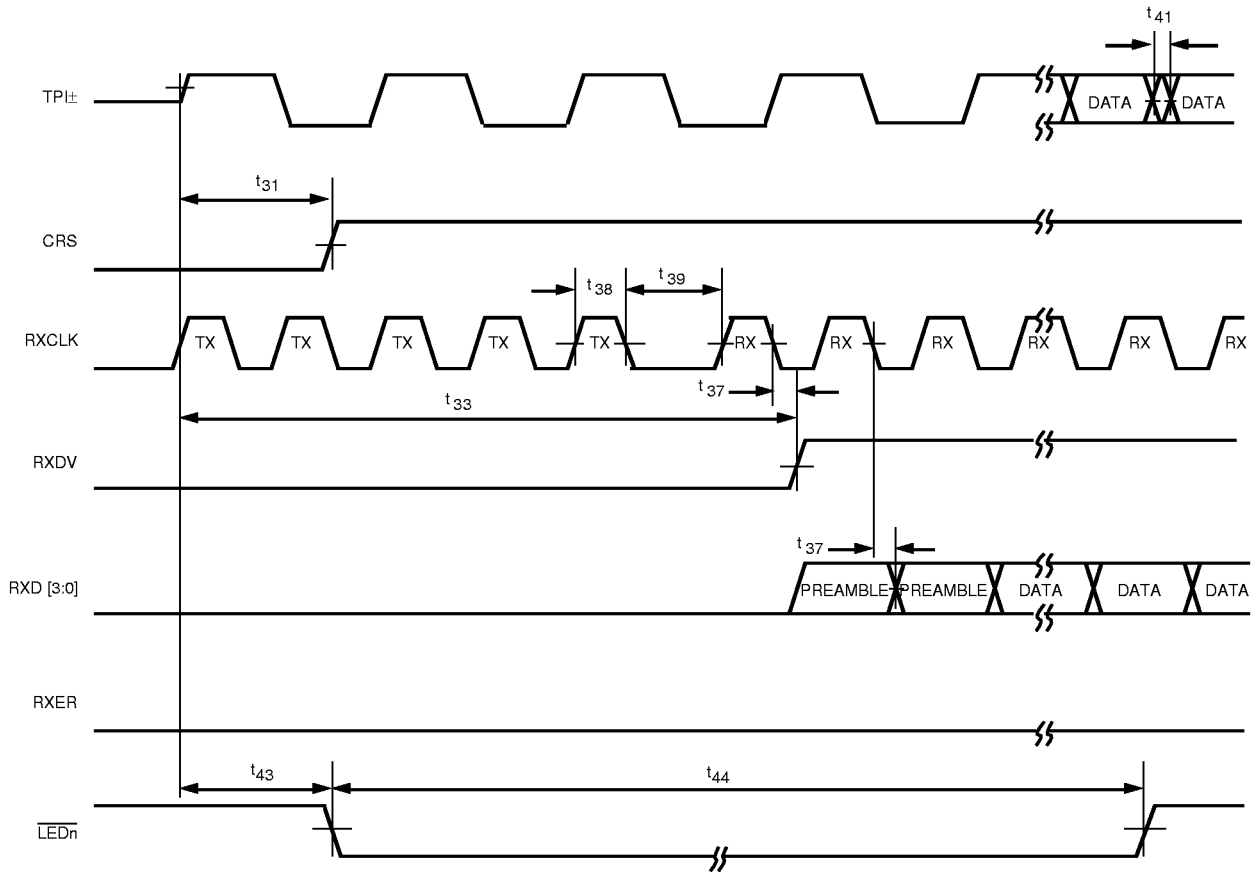 t41
TPI± DATA DATA
t31
CRS
t38 t39
RXCLK TX TX TX TX TX RX RX RX RX RX RX
t37
t33
RXDV
t37
RXD [3:0] PREAMBLE PREAMBLE DATA DATA DATA
RXER
t43 t44
LEDn